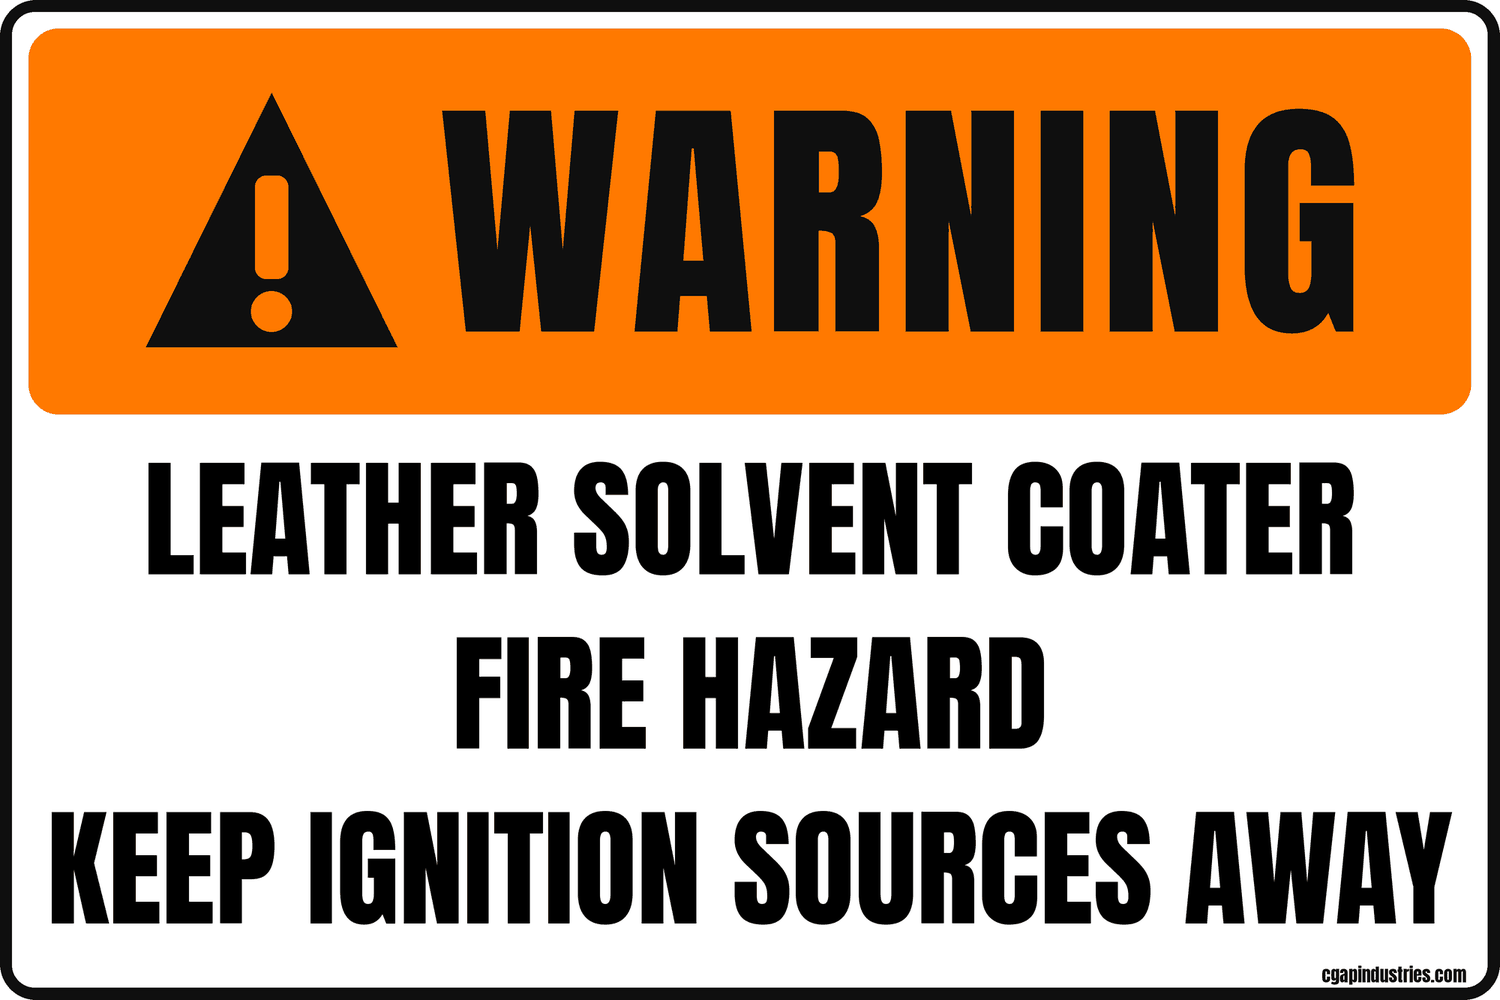 WARNING
LEATHER SOLVENT COATER
FIRE HAZARD
KEEP IGNITION SOURCES AWAY
cgapindustries.com